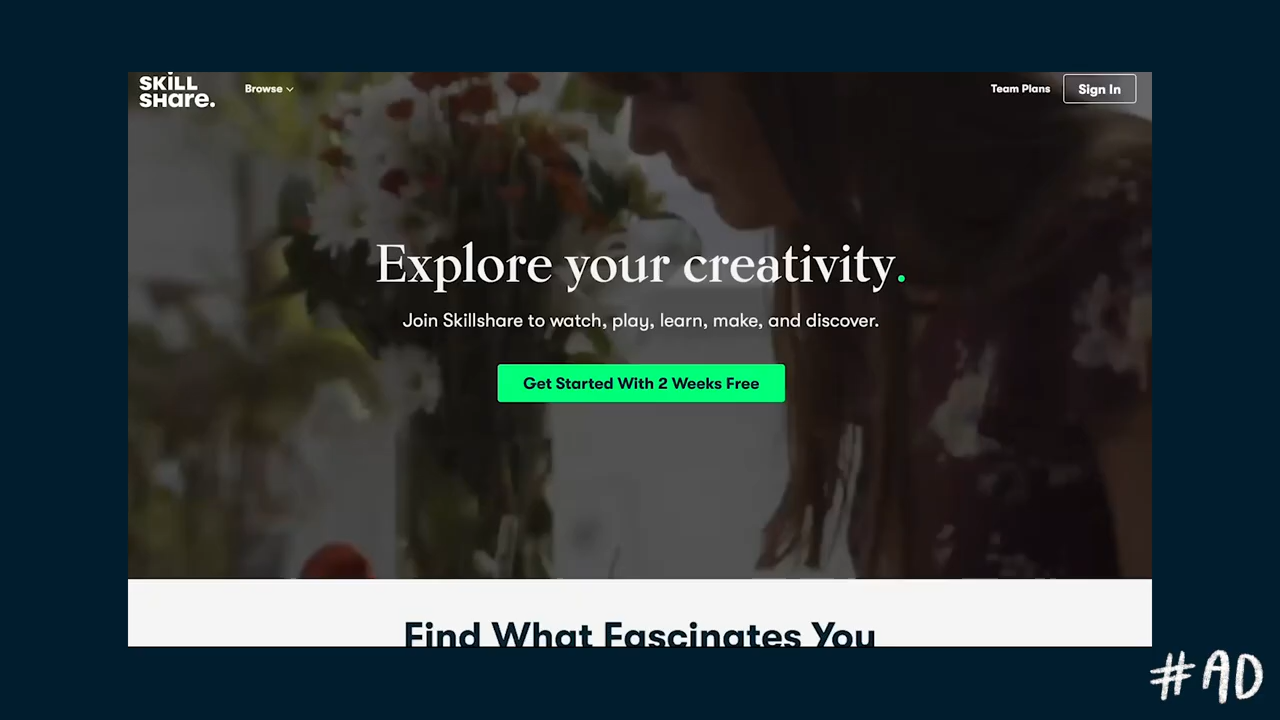 SKILL
SHare.
Browse
Team Plans
Sign In
Explore your creativity.
Join Skillshare to watch, play, learn, make, and discover.
Get Started With 2 Weeks Free
Find What Fascinates You
#AD